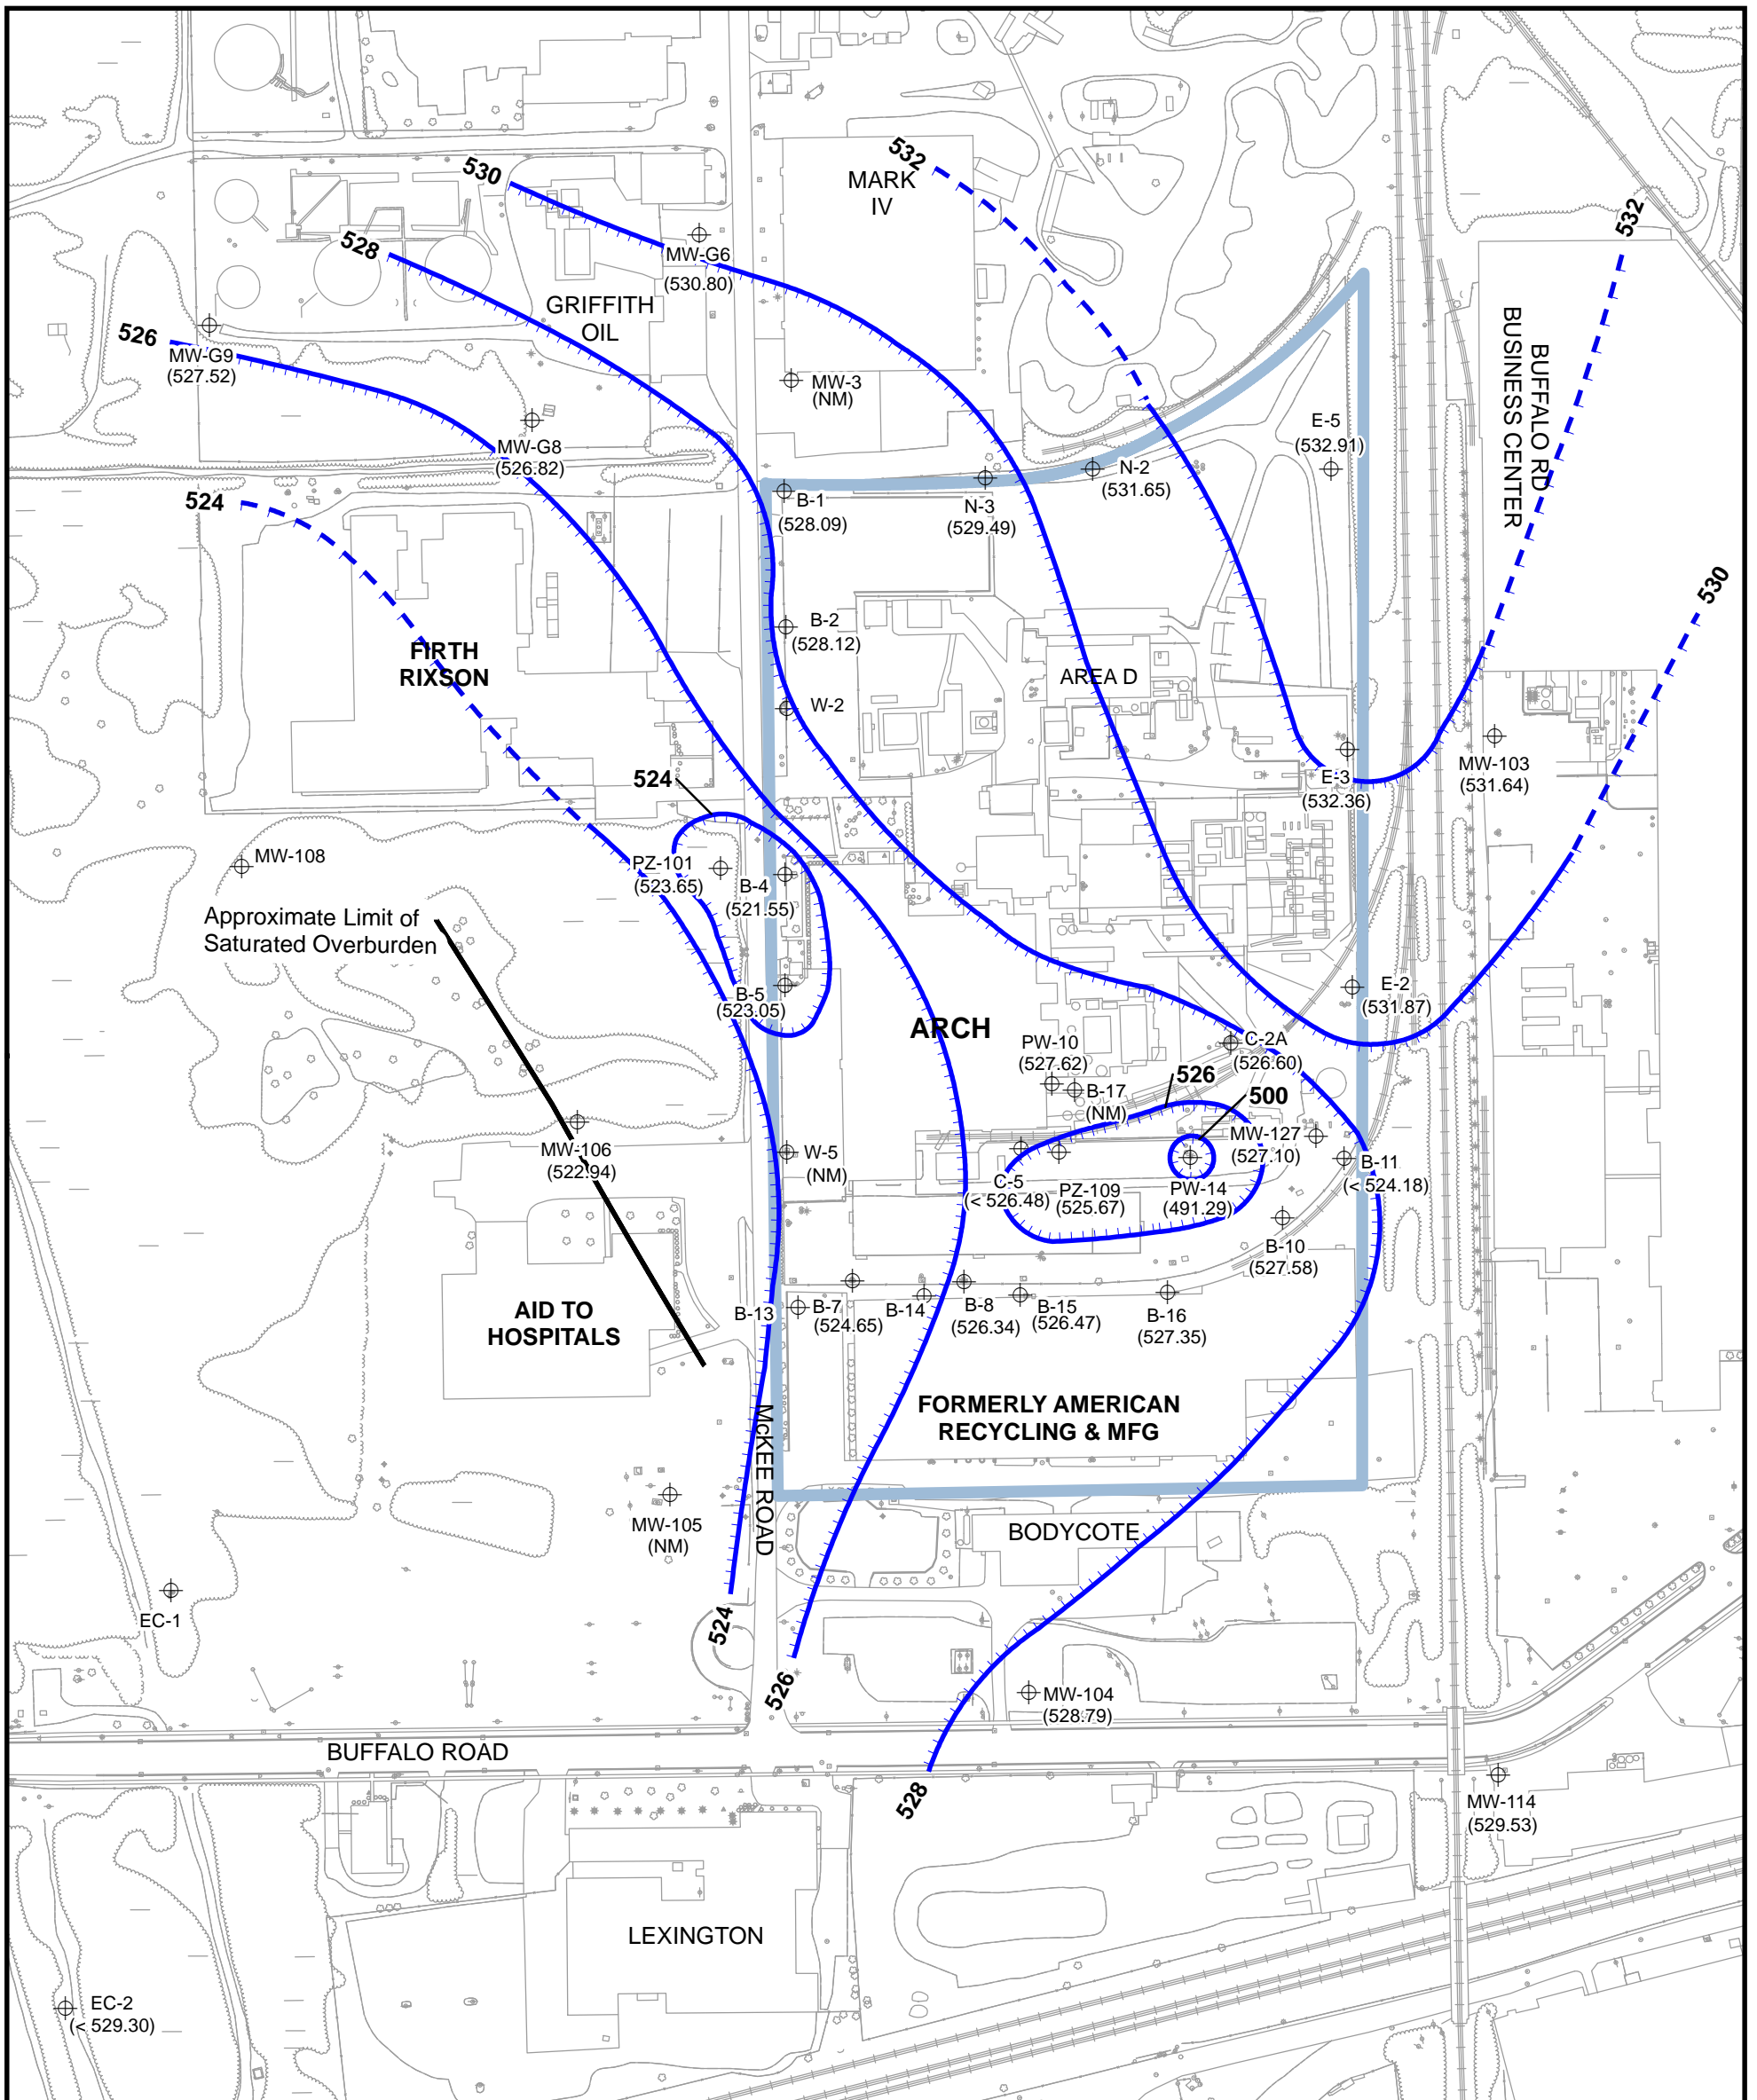 532
MARK
IV
530
528
MW-G6
(530.80)
532
GRIFFITH
OIL
526
MW-G9
(527.52)
MW-3
(NM)
BUFFALO RD
BUSINESS CENTER
E-5
(532.91)
MW-G8
(526.82)
N-2
(531.65)
524
B-1
(528.09)
N-3
(529.49)
530
B-2
(528.12)
FIRTH
RIXSON
AREA D
W-2
524
MW-103
(531.64)
E-3
(532.36)
MW-108
PZ-101
(523.65)
B-4
(521.55)
Approximate Limit of
Saturated Overburden
B-5
(523.05)
E-2
(531.87)
ARCH
PW-10
(527.62)
C-2A
(526.60)
526
B-17
(NM)
500
MW-127
(527.10)
MW-106
(522.94)
W-5
(NM)
C-5
(< 526.48)
PZ-109
(525.67)
PW-14
(491.29)
B-11
(< 524.18)
B-10
(527.58)
AID TO
HOSPITALS
B-13
B-7
(524.65)
B-14
B-8
(526.34)
B-15
(526.47)
B-16
(527.35)
FORMERLY AMERICAN
RECYCLING & MFG
McKEE ROAD
MW-105
(NM)
BODYCOTE
EC-1
524
526
MW-104
(528.79)
BUFFALO ROAD
528
MW-114
(529.53)
LEXINGTON
EC-2
(< 529.30)